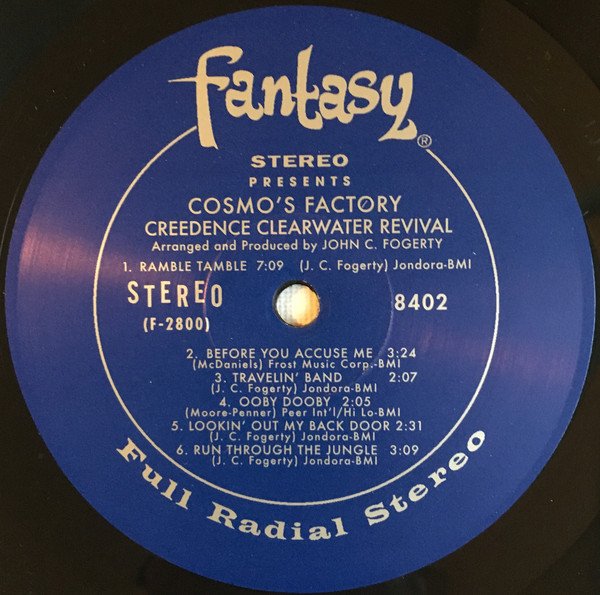 fantasy®
STEREO
PRESENTS
COSMO'S FACTORY
CREEDENCE CLEARWATER REVIVAL
Arranged and Produced by JOHN C. FOGERTY
1. RAMBLE TAMBLE 7:09 (J. C. Fogerty) Jondora-BMI
STEREO
(F-2800)
8402
2. BEFORE YOU ACCUSE ME 3:24
(McDaniels) Frost Music Corp.-BMI
3. TRAVELIN' BAND 2:07
(J. C. Fogerty) Jondora-BMI
4. OOBY DOOBY 2:05
(Moore-Penner) Peer Int'l/Hi Lo-BMI
5. LOOKIN' OUT MY BACK DOOR 2:31
(J. C. Fogerty) Jondora-BMI
6. RUN THROUGH THE JUNGLE 3:09
(J. C. Fogerty) Jondora-BMI
Full Radial Stereo